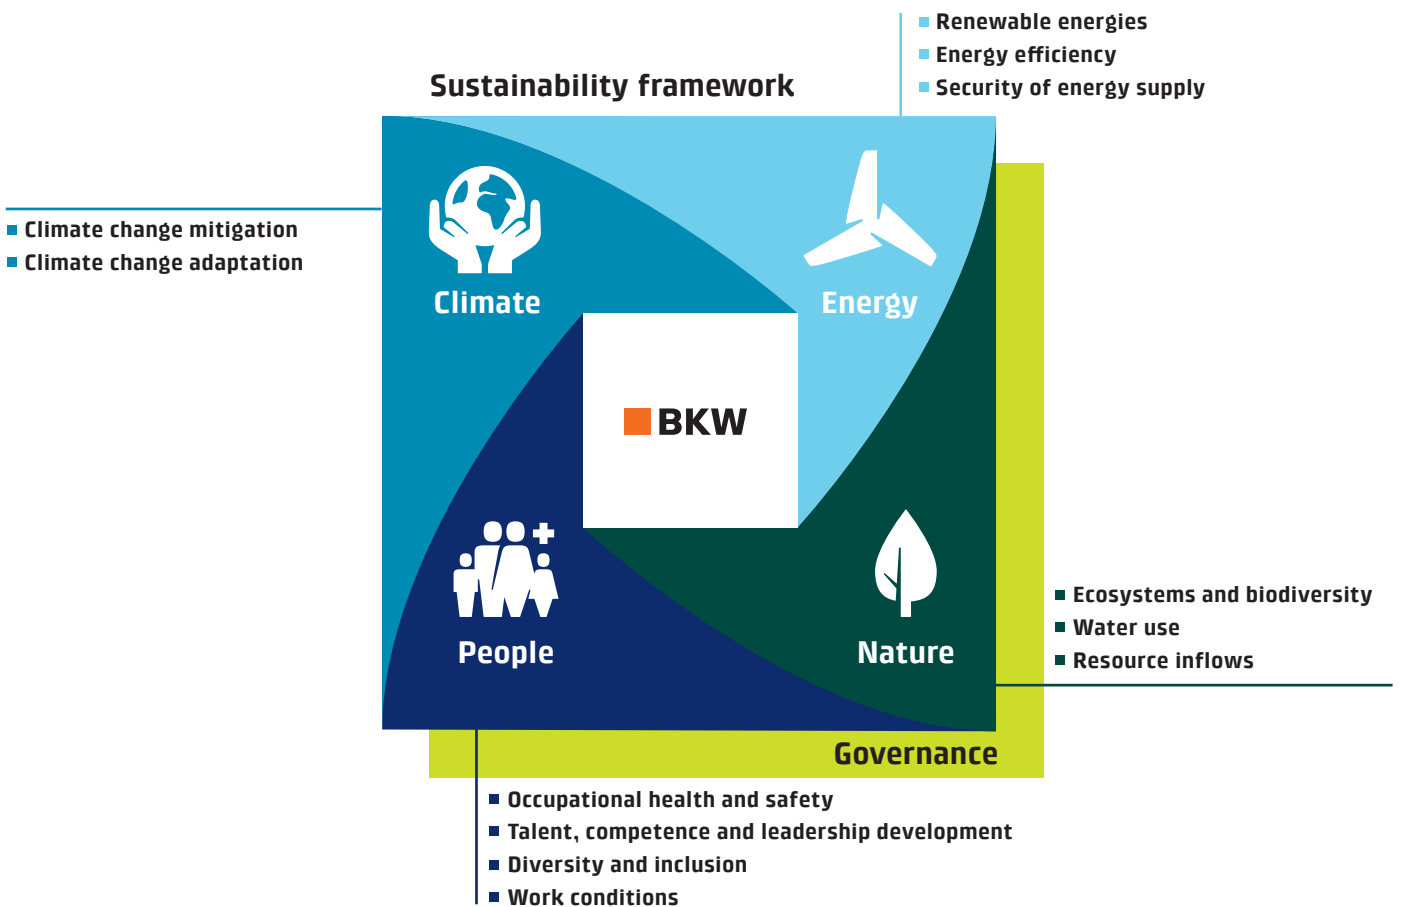 Renewable energies
Energy efficiency
Security of energy supply
Sustainability framework
Climate change mitigation
Climate change adaptation
Climate
Energy
BKW
People
Nature
Ecosystems and biodiversity
Water use
Resource inflows
Governance
Occupational health and safety
Talent, competence and leadership development
Diversity and inclusion
Work conditions